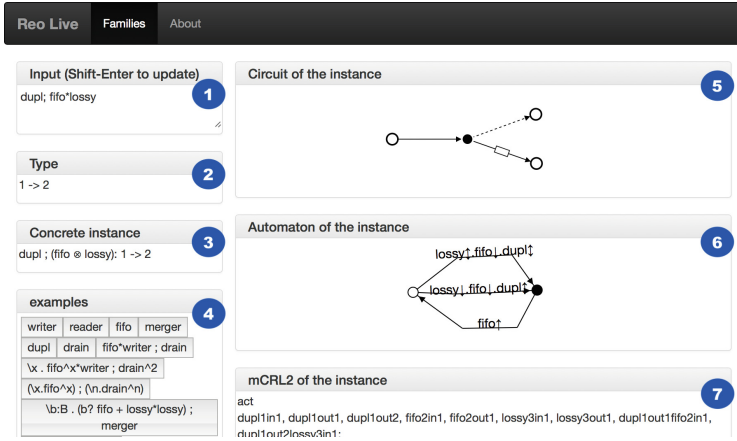 Reo Live Families About
Input (Shift-Enter to update)
dupl; fifo*lossy
1
Type
1 -> 2
2
Concrete instance
dupl ; (fifo ⊗ lossy): 1 -> 2
3
examples
4
writer reader fifo merger
dupl drain fifo*writer ; drain
\x . fifo^x*writer ; drain^2
(\x.fifo^x) ; (\n.drain^n)
\b:B . (b? fifo + lossy*lossy) ;
merger
Circuit of the instance
5
Automaton of the instance
6
lossy↕.fifo↓.dupl↕
lossy↓.fifo↓.dupl↕
fifo↑
mCRL2 of the instance
7
act
dupl1in1, dupl1out1, dupl1out2, fifo2in1, fifo2out1, lossy3in1, lossy3out1, dupl1out1fifo2in1,
dupl1out2lossy3in1;